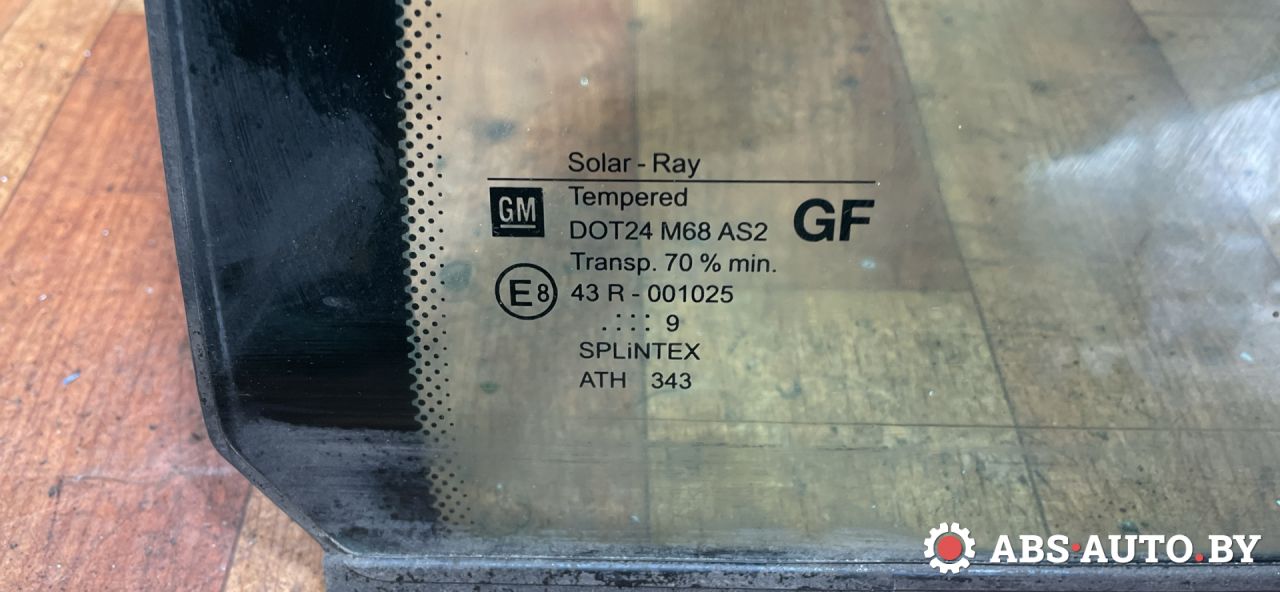 Solar - Ray
GM
Tempered
GF
DOT24 M68 AS2
Transp. 70 % min.
E8 43 R - 001025
. : : : 9
SPLiNTEX
ATH 343
ABS·AUTO.BY